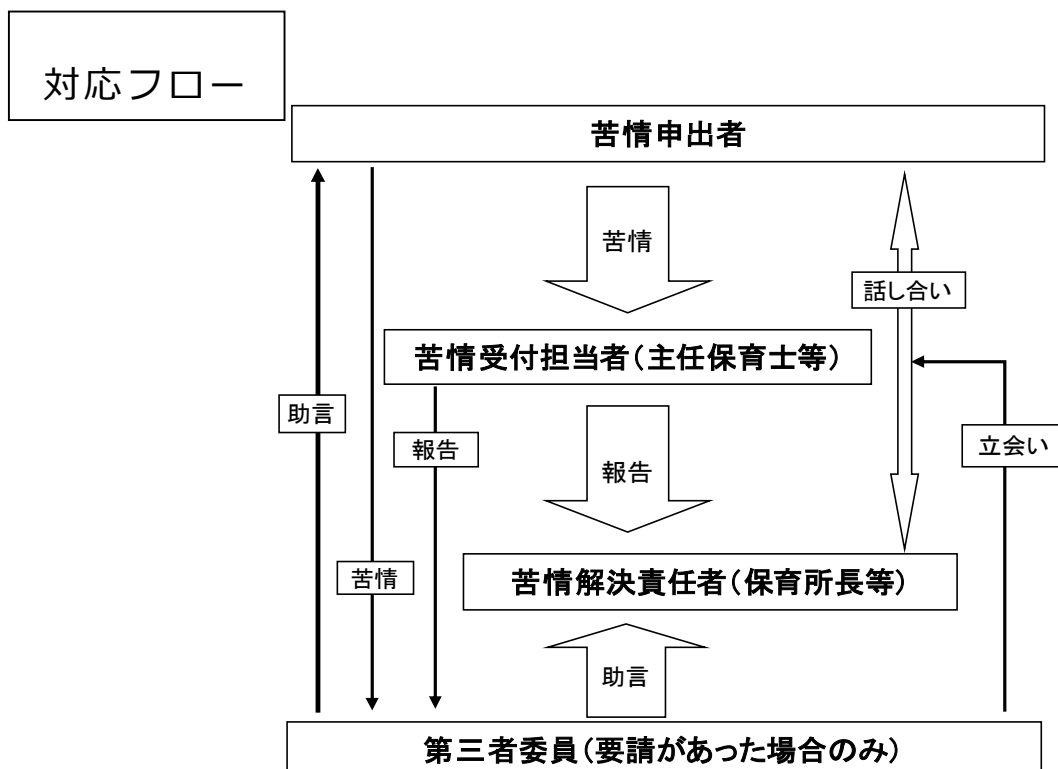 対応フロー
苦情申出者
苦情
話し合い
苦情受付担当者（主任保育士等）
助言
報告
報告
立会い
苦情
苦情解決責任者（保育所長等）
助言
第三者委員（要請があった場合のみ）